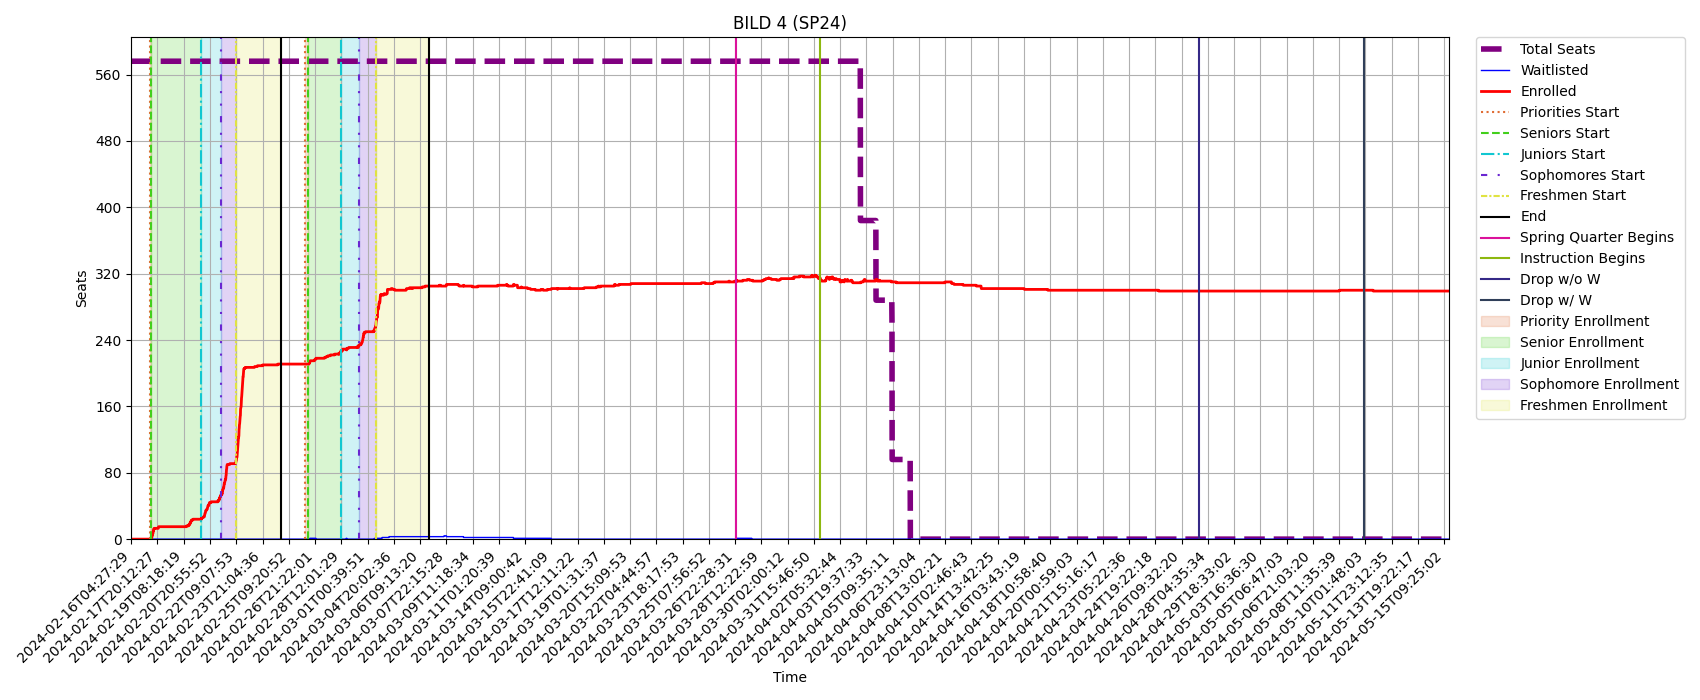 BILD 4 (SP24)
Seats
560
480
400
320
240
160
80
0
2024-02-16T04:27:29
2024-02-17T20:12:27
2024-02-19T08:18:19
2024-02-20T20:55:52
2024-02-22T09:07:53
2024-02-23T21:04:36
2024-02-25T09:20:52
2024-02-26T21:22:01
2024-02-28T12:01:29
2024-03-01T00:39:51
2024-03-04T20:02:36
2024-03-06T09:13:20
2024-03-07T22:15:28
2024-03-09T11:18:34
2024-03-11T20:20:39
2024-03-14T09:00:42
2024-03-15T22:41:09
2024-03-17T11:11:22
2024-03-19T01:31:37
2024-03-20T15:09:53
2024-03-22T04:44:57
2024-03-23T18:17:53
2024-03-25T07:56:52
2024-03-26T22:28:31
2024-03-28T12:22:59
2024-03-30T02:00:12
2024-03-31T15:46:50
2024-04-02T05:32:44
2024-04-03T19:37:33
2024-04-05T09:35:11
2024-04-06T23:13:04
2024-04-08T13:02:21
2024-04-10T02:46:43
2024-04-14T13:42:25
2024-04-16T03:43:19
2024-04-18T10:58:40
2024-04-20T00:59:03
2024-04-21T15:16:17
2024-04-23T05:22:36
2024-04-24T19:22:18
2024-04-26T09:32:20
2024-04-28T04:35:34
2024-04-29T18:33:02
2024-05-03T16:36:30
2024-05-05T06:47:03
2024-05-06T21:03:20
2024-05-08T11:35:39
2024-05-10T01:48:03
2024-05-11T23:12:35
2024-05-13T19:22:17
2024-05-15T09:25:02
Time
Total Seats
Waitlisted
Enrolled
Priorities Start
Seniors Start
Juniors Start
Sophomores Start
Freshmen Start
End
Spring Quarter Begins
Instruction Begins
Drop w/o W
Drop w/ W
Priority Enrollment
Senior Enrollment
Junior Enrollment
Sophomore Enrollment
Freshmen Enrollment